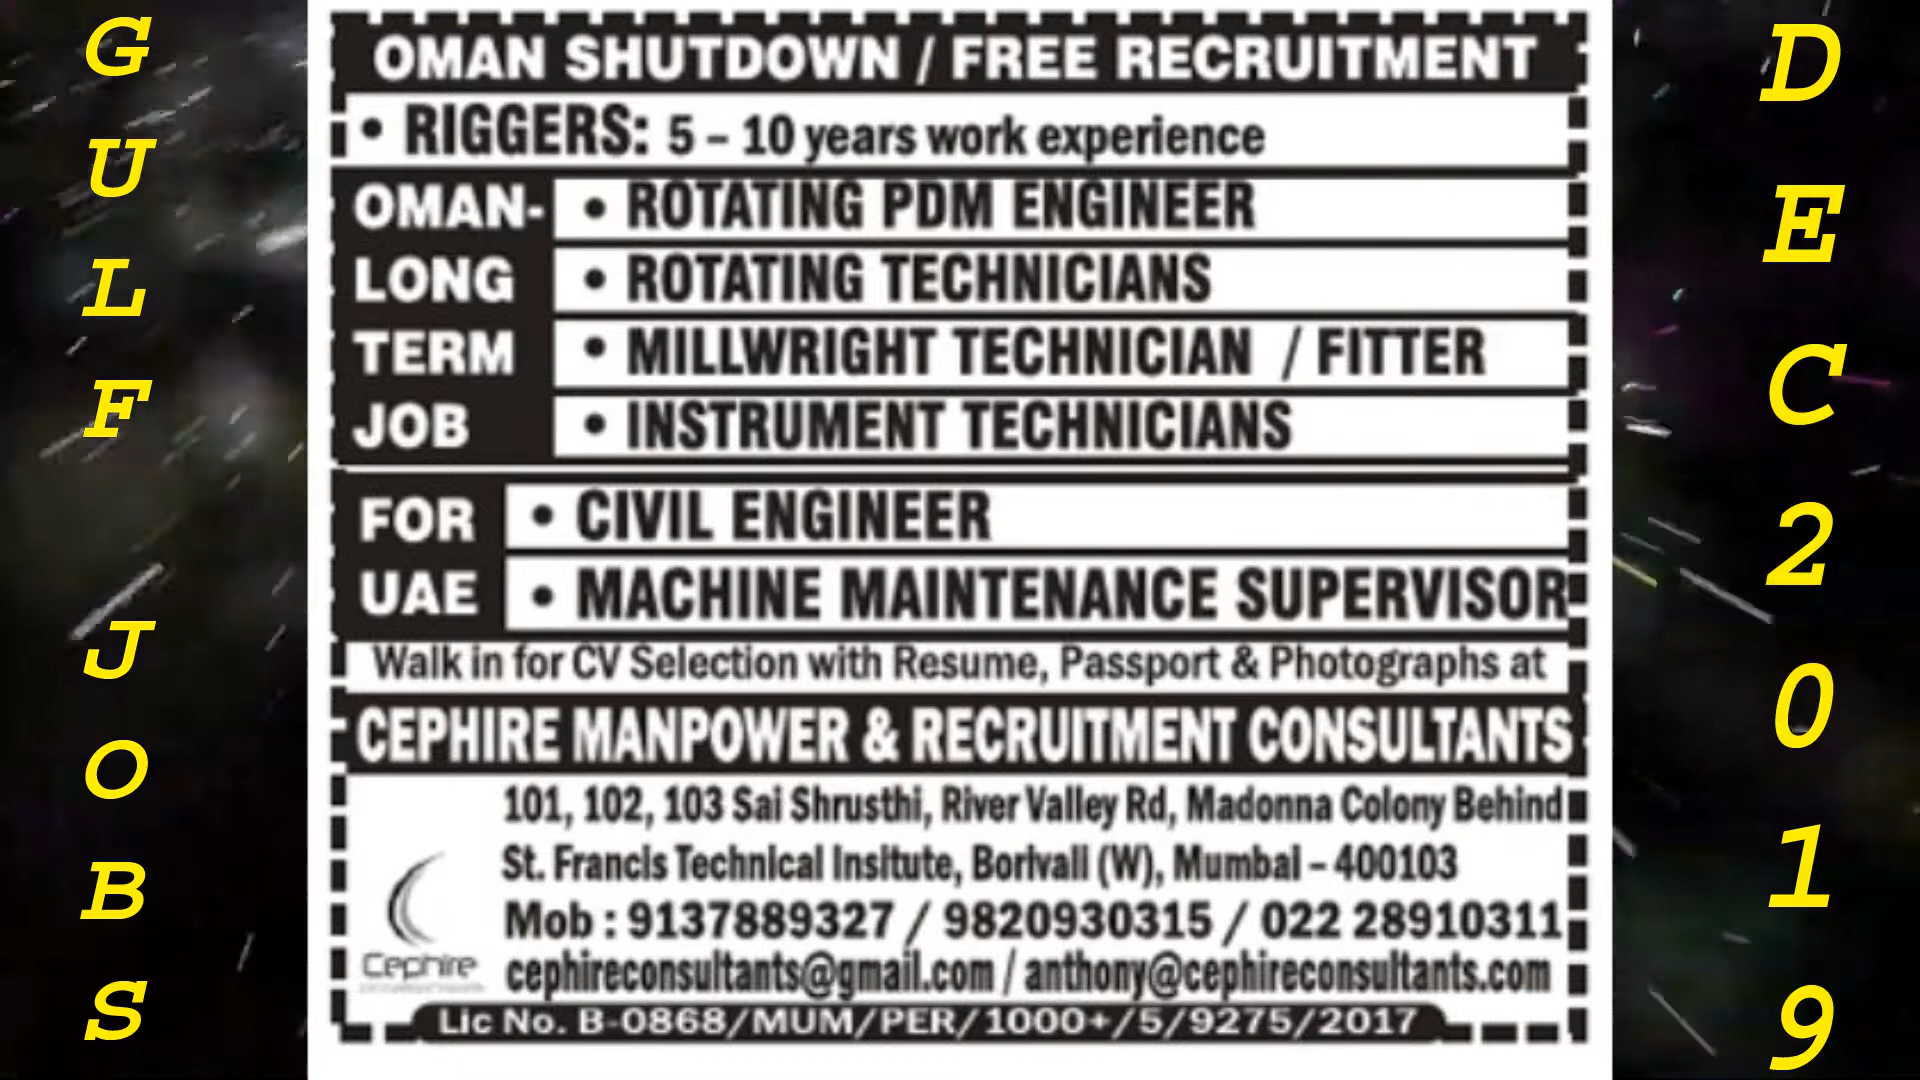 GULF JOBS
OMAN SHUTDOWN / FREE RECRUITMENT
• RIGGERS: 5 – 10 years work experience
OMAN-LONG TERM JOB
• ROTATING PDM ENGINEER
• ROTATING TECHNICIANS
• MILLWRIGHT TECHNICIAN / FITTER
• INSTRUMENT TECHNICIANS
FOR UAE
• CIVIL ENGINEER
• MACHINE MAINTENANCE SUPERVISOR
Walk in for CV Selection with Resume, Passport & Photographs at
CEPHIRE MANPOWER & RECRUITMENT CONSULTANTS
101, 102, 103 Sai Shrusthi, River Valley Rd, Madonna Colony Behind
St. Francis Technical Insitute, Borivali (W), Mumbai – 400103
Mob : 9137889327 / 9820930315 / 022 28910311
Cephire
cephireconsultants@gmail.com / anthony@cephireconsultants.com
Lic No. B-0868/MUM/PER/1000+/5/9275/2017
DEC2019